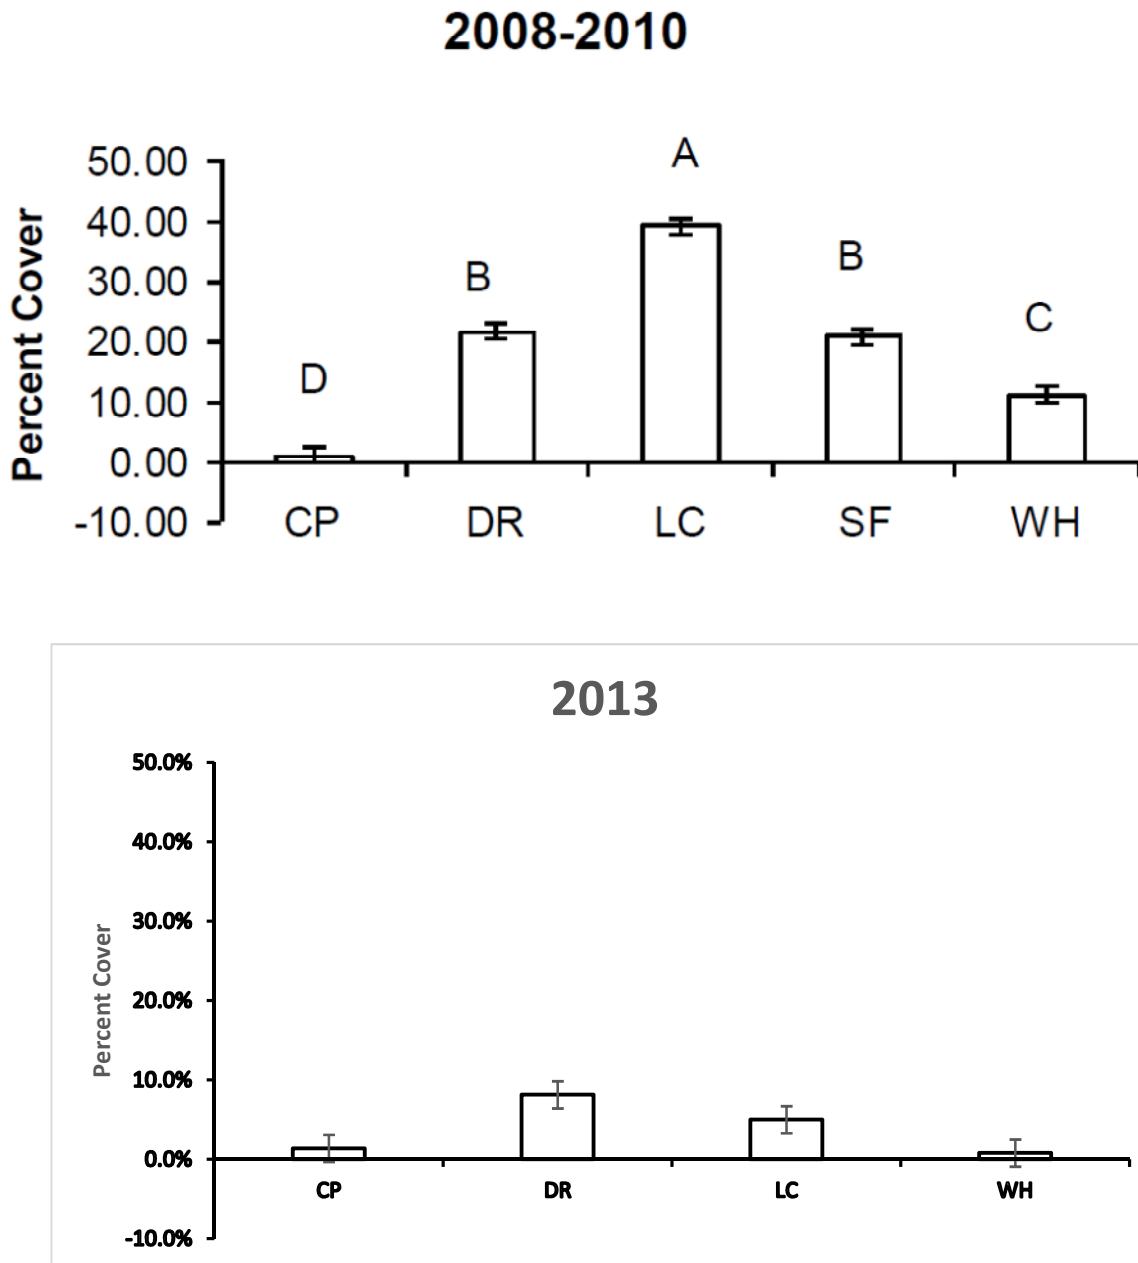 2008-2010
Percent Cover
50.00
40.00
30.00
20.00
10.00
0.00
-10.00
D
B
A
B
C
CP DR LC SF WH
2013
Percent Cover
50.0%
40.0%
30.0%
20.0%
10.0%
0.0%
-10.0%
CP DR LC WH